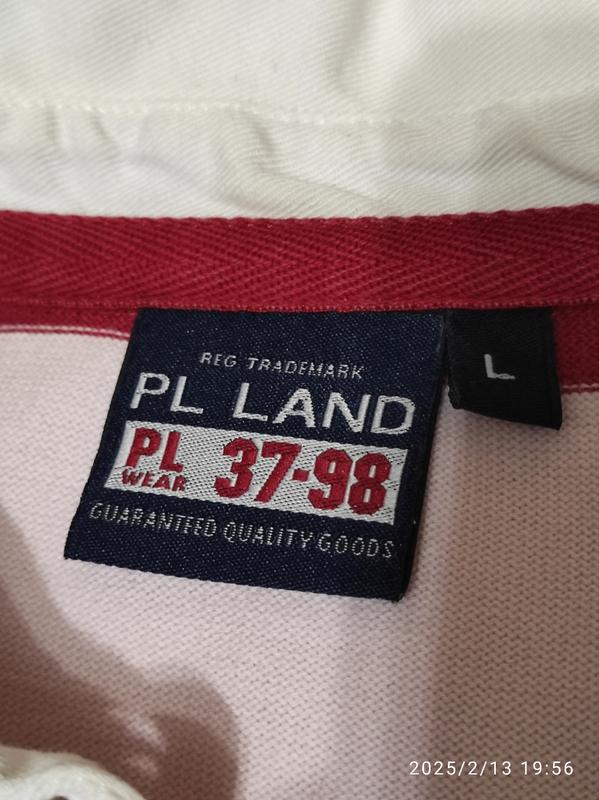 REG TRADEMARK
PL LAND
PL WEAR 37-98
GUARANTEED QUALITY GOODS
L
2025/2/13 19:56